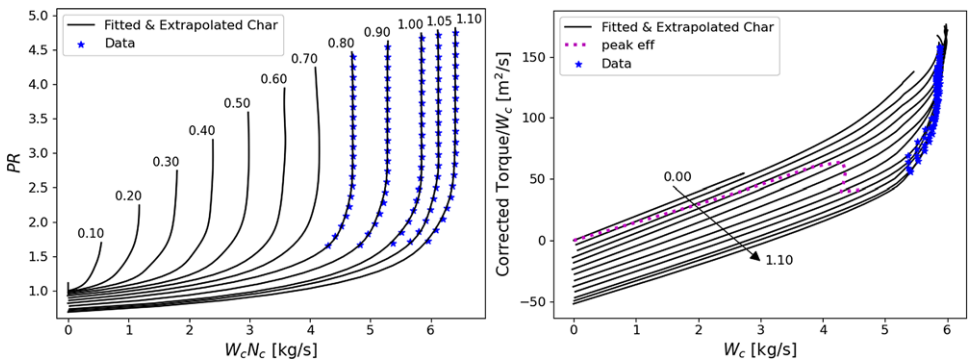 Fitted & Extrapolated Char
Data
1.00 1.05 1.10
0.80 0.90
0.70
0.60
0.50
0.40
0.30
0.20
0.10
4.5
4.0
3.5
3.0
2.5
2.0
1.5
1.0
PR
0 1 2 3 4 5 6
W_cN_c [kg/s]
Fitted & Extrapolated Char
peak eff
Data
0.00
1.10
150
100
50
0
−50
Corrected Torque/W_c [m²/s]
0 1 2 3 4 5 6
W_c [kg/s]